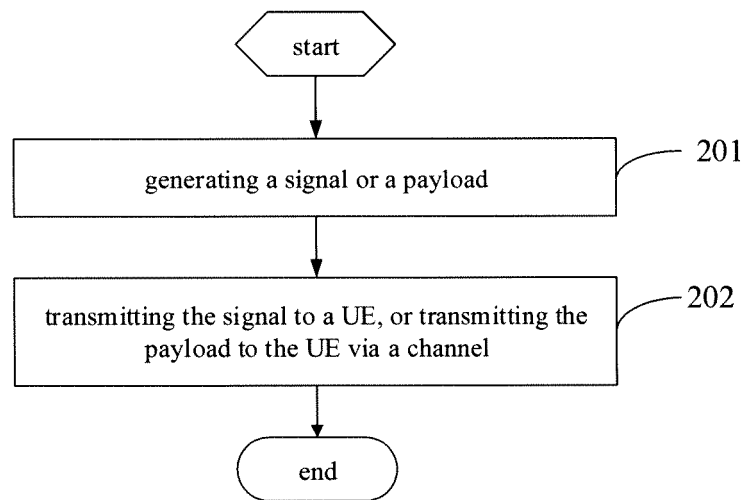 start
generating a signal or a payload
201
transmitting the signal to a UE, or transmitting the
payload to the UE via a channel
202
end